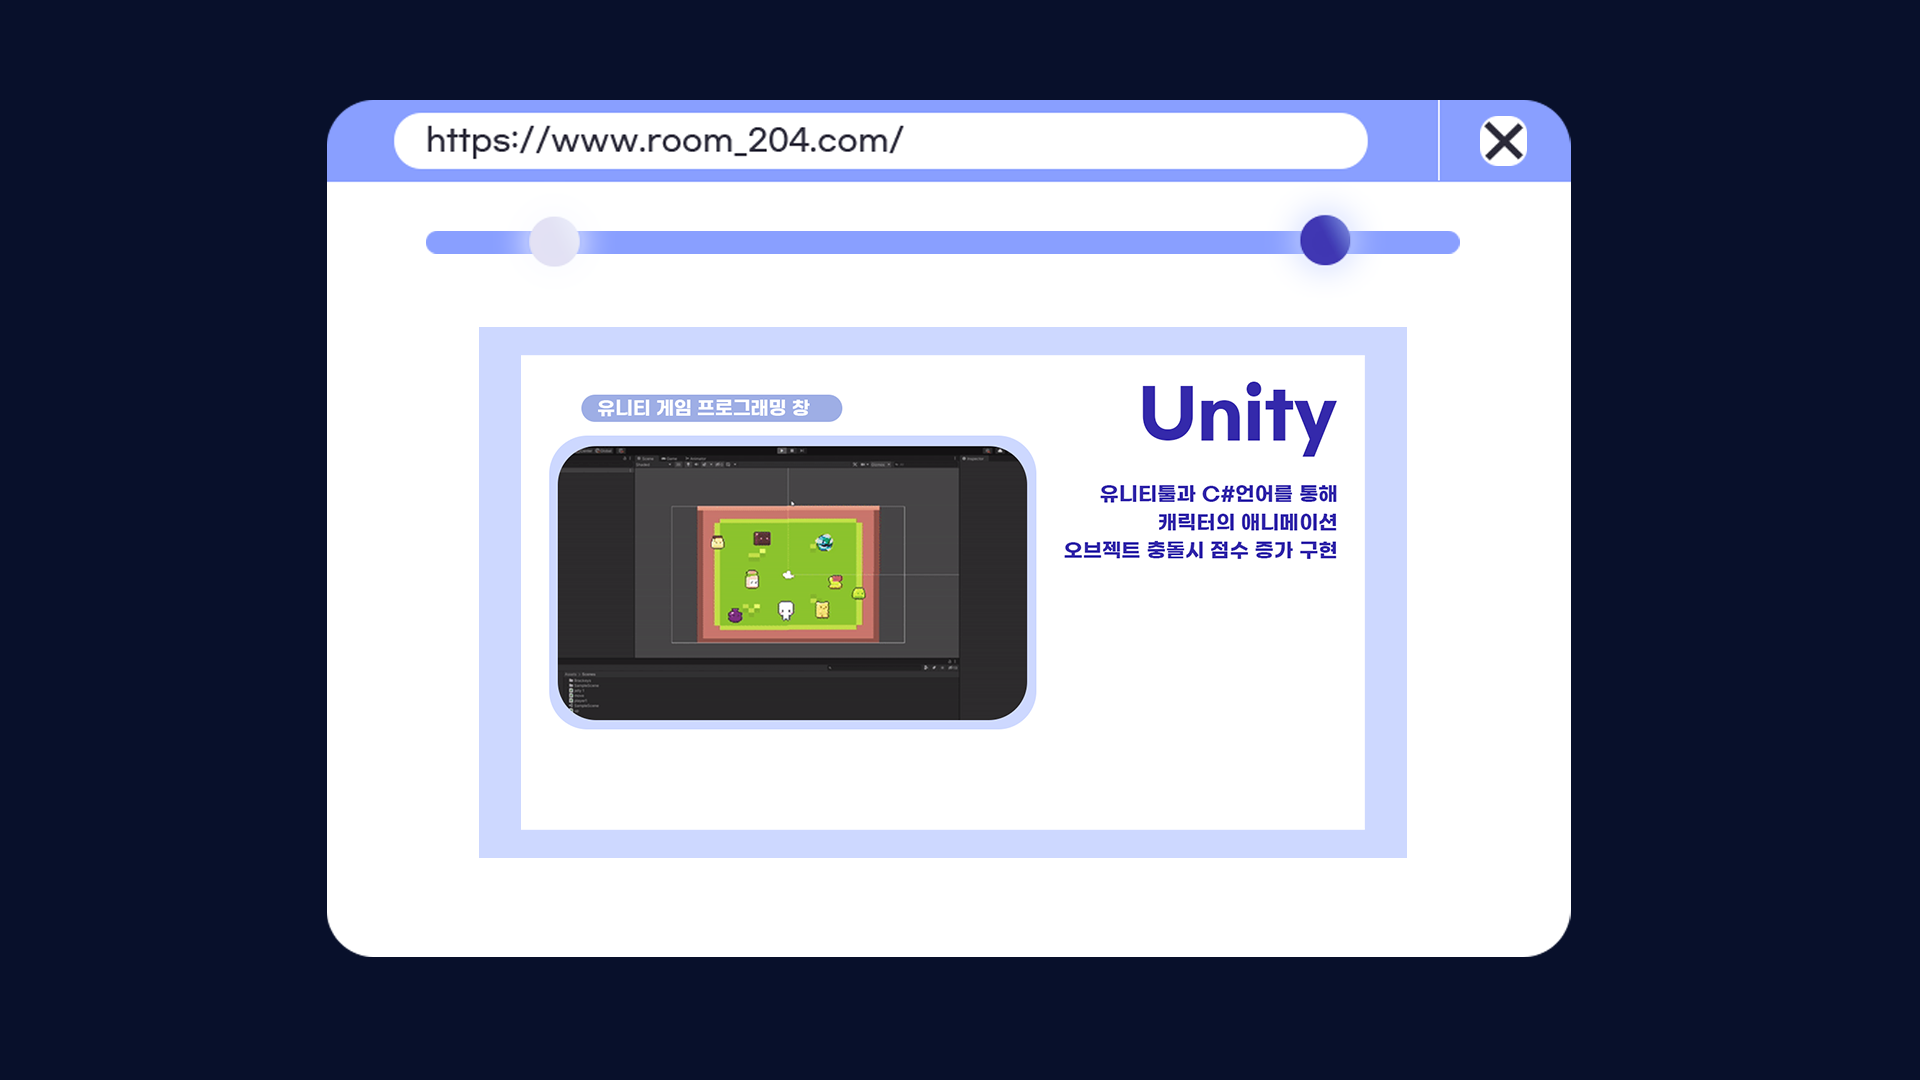 https://www.room_204.com/
유니티 게임 프로그래밍 창
Unity
유니티툴과 C#언어를 통해
캐릭터의 애니메이션
오브젝트 충돌시 점수 증가 구현